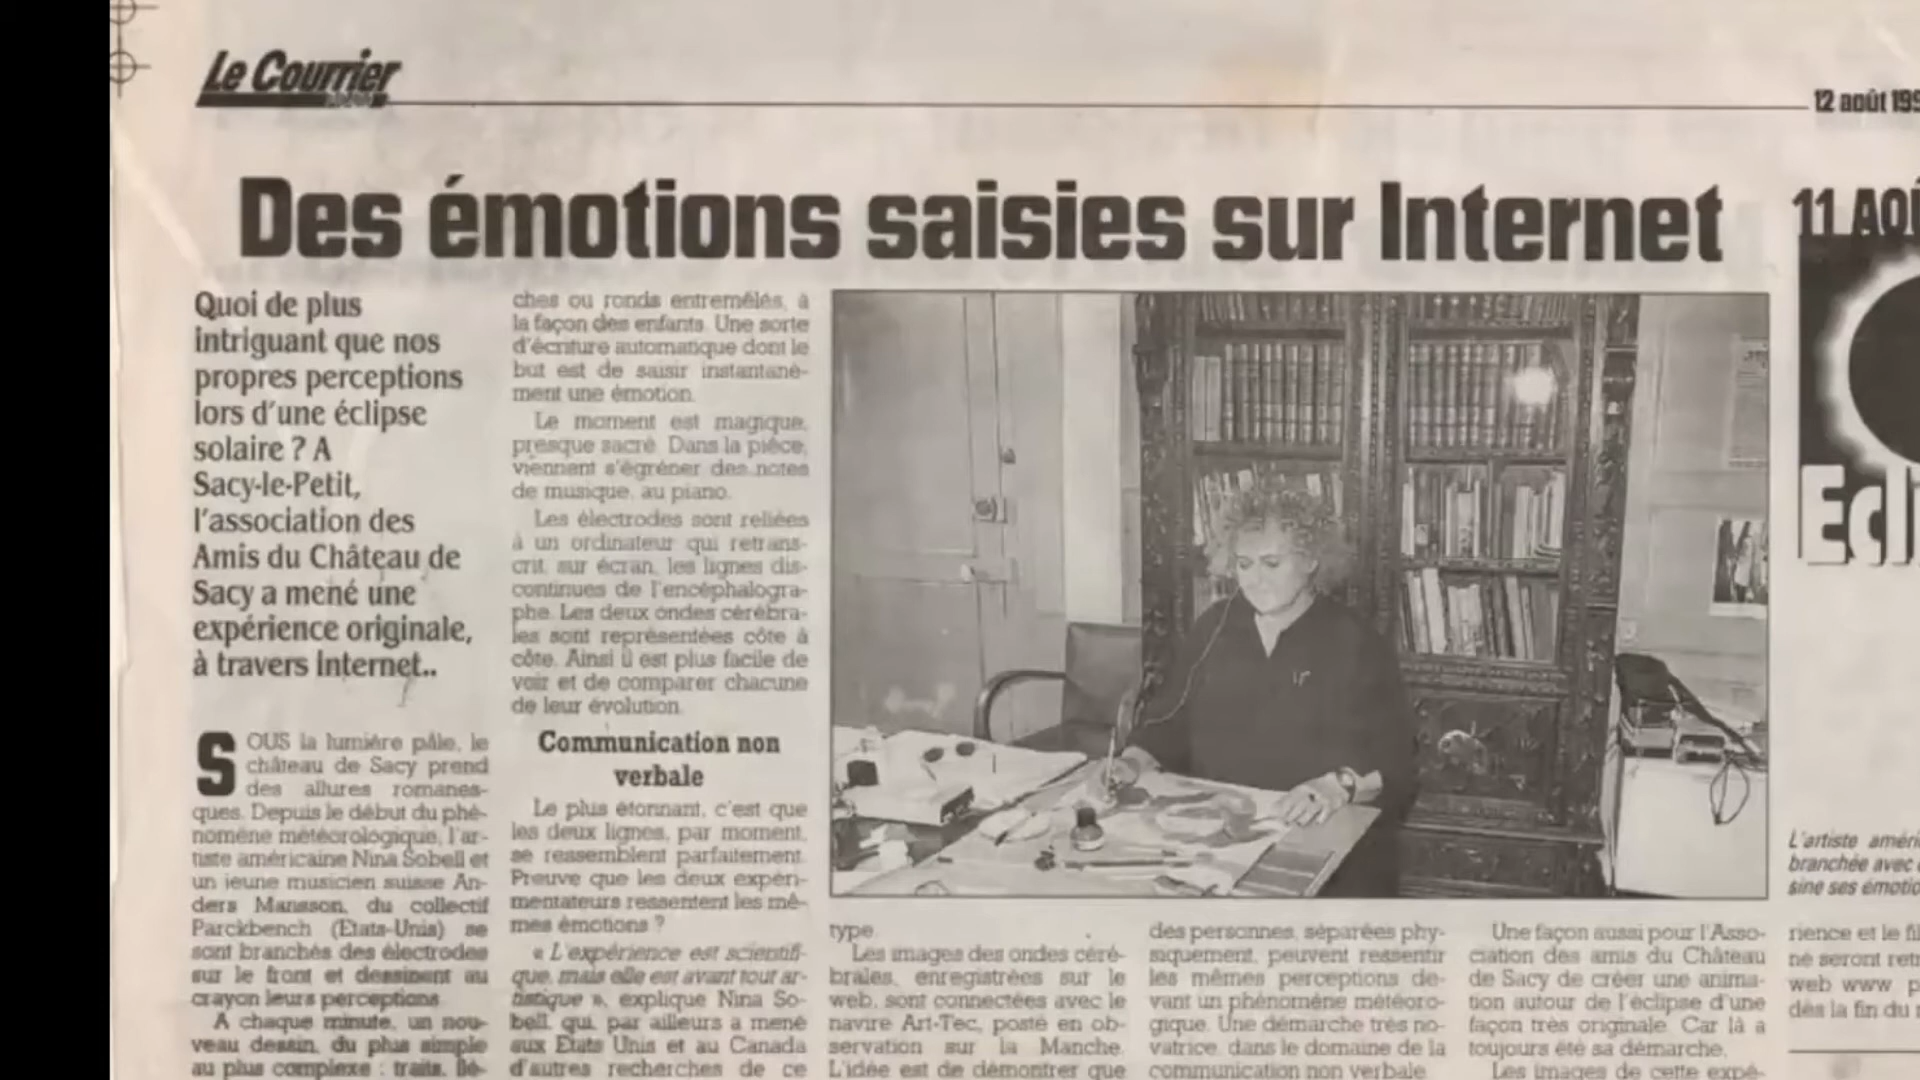 Le Courrier
12 août 199
Des émotions saisies sur Internet
Quoi de plus
intriguant que nos
propres perceptions
lors d'une éclipse
solaire ? A
Sacy-le-Petit,
l'association des
Amis du Château de
Sacy a mené une
expérience originale,
à travers Internet..
SOUS la lumière pâle, le
château de Sacy prend
des allures romanes-
ques. Depuis le début du phé-
nomène météorologique, l'ar-
tiste américaine Nina Sobell et
un jeune musicien suisse An-
ders Mansson, du collectif
Parckbench (Etats-Unis) se
sont branchés des électrodes
sur le front et dessinent au
crayon leurs perceptions
A chaque minute, un nou-
veau dessin, du plus simple
au plus complexe : traits, flè-
ches ou ronds entremêlés, à
la façon des enfants. Une sorte
d'écriture automatique dont le
but est de saisir instantané-
ment une émotion.
Le moment est magique,
presque sacré. Dans la pièce,
viennent s'égrener des notes
de musique, au piano.
Les électrodes sont reliées
à un ordinateur qui retrans-
crit, sur écran, les lignes dis-
continues de l'encéphalogra-
phe. Les deux ondes cérébra-
les sont représentées côte à
côte. Ainsi il est plus facile de
voir et de comparer chacune
de leur évolution.
Communication non
verbale
Le plus étonnant, c'est que
les deux lignes, par moment,
se ressemblent parfaitement.
Preuve que les deux expéri-
mentateurs ressentent les mê-
mes émotions ?
« L'expérience est scientifi-
que, mais elle est avant tout ar-
tistique », explique Nina So-
bell, qui, par ailleurs a mené
aux Etats Unis et au Canada
d'autres recherches de ce
type
Les images des ondes céré-
brales, enregistrées sur le
web, sont connectées avec le
navire Art-Tec, posté en ob-
servation sur la Manche.
L'idée est de démontrer que
des personnes, séparées phy-
siquement, peuvent ressentir
les mêmes perceptions de-
vant un phénomène météoro-
gique. Une démarche très no-
vatrice, dans le domaine de la
communication non verbale.
Une façon aussi pour l'Asso-
ciation des amis du Château
de Sacy de créer une anima-
tion autour de l'éclipse d'une
façon très originale. Car là a
toujours été sa démarche.
Les images de cette expé-
rience et le fi
né seront retr
web www p
dès la fin du
11 AOÛ
Ecli
L'artiste améri
branchée avec
sine ses émotio